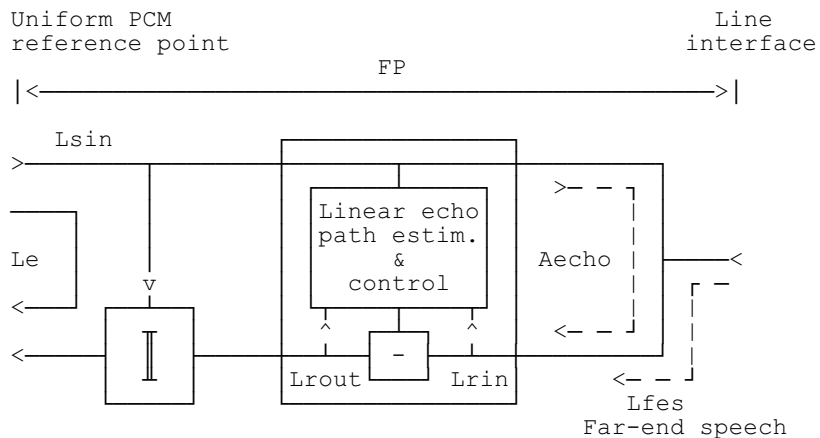 Uniform PCM
reference point
Line
interface
FP
Lsin
Linear echo
path estim.
&
control
Le
Aecho
v
-
Lrout
Lrin
Lfes
Far-end speech